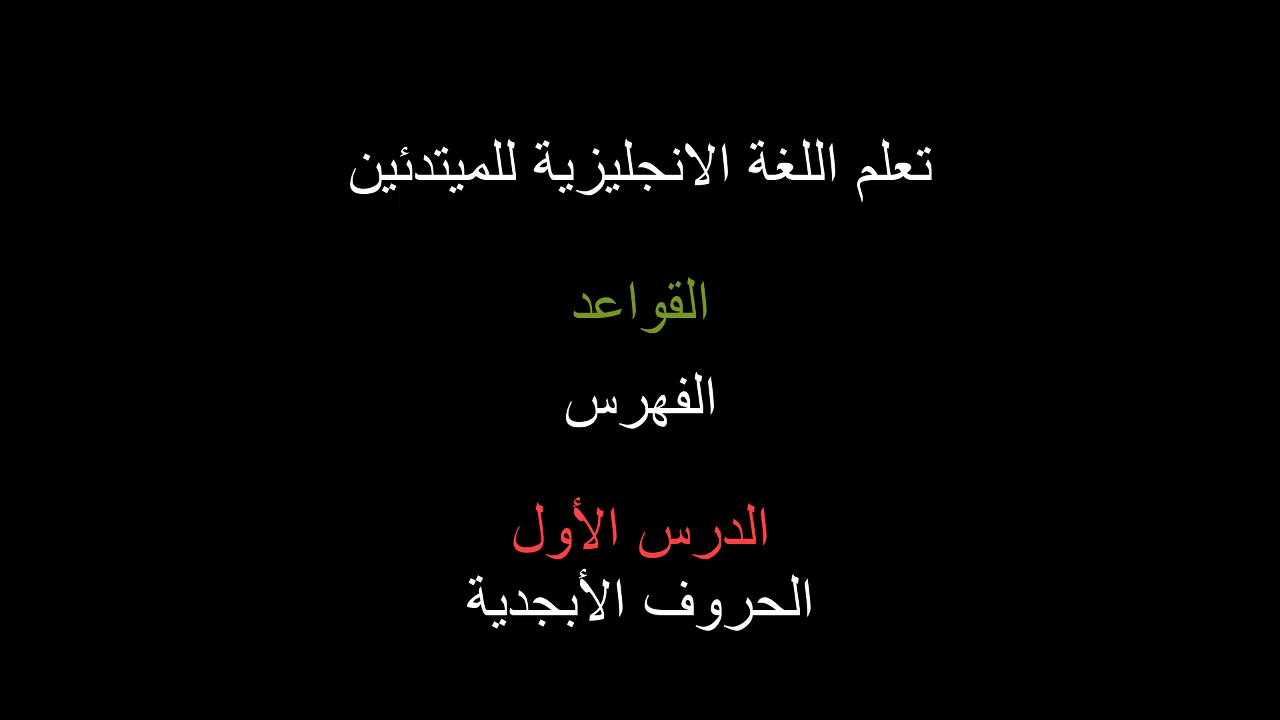 تعلم اللغة الانجليزية للميتدئين
القواعد
الفهرس
الدرس الأول
الحروف الأبجدية